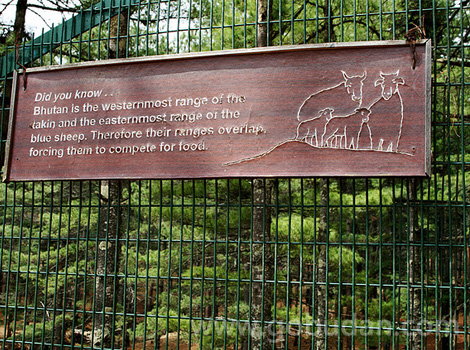 Did you know . . .
Bhutan is the westernmost range of the
takin and the easternmost range of the
blue sheep. Therefore their ranges overlap,
forcing them to compete for food.